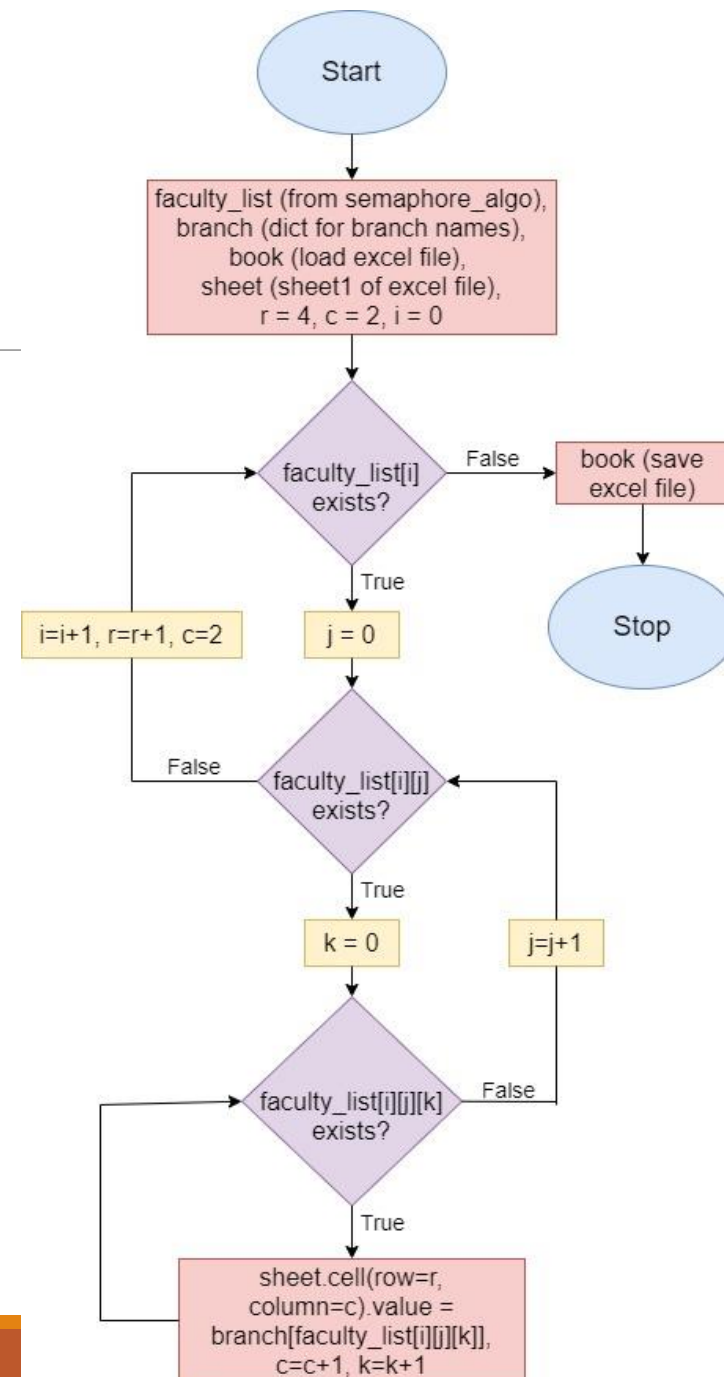 Start
faculty_list (from semaphore_algo),
branch (dict for branch names),
book (load excel file),
sheet (sheet1 of excel file),
r = 4, c = 2, i = 0
faculty_list[i]
exists?
False
book (save
excel file)
Stop
True
i=i+1, r=r+1, c=2
j = 0
False
faculty_list[i][j]
exists?
True
k = 0
j=j+1
faculty_list[i][j][k]
exists?
False
True
sheet.cell(row=r,
column=c).value =
branch[faculty_list[i][j][k]],
c=c+1, k=k+1